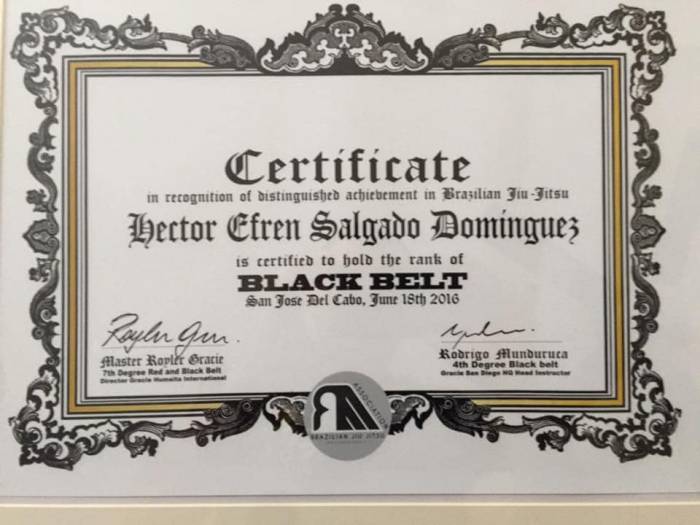 Certificate
in recognition of distinguished achievement in Brazilian Jiu-Jitsu
Hector Efren Salgado Dominguez
is certified to hold the rank of
BLACK BELT
San Jose Del Cabo, June 18th 2016
Master Royler Gracie
7th Degree Red and Black Belt
Director Gracie Humaita International
Rodrigo Munduruca
4th Degree Black belt
Gracie San Diego HQ Head Instructor
ASSOCIATION
BRAZILIAN JIU JITSU